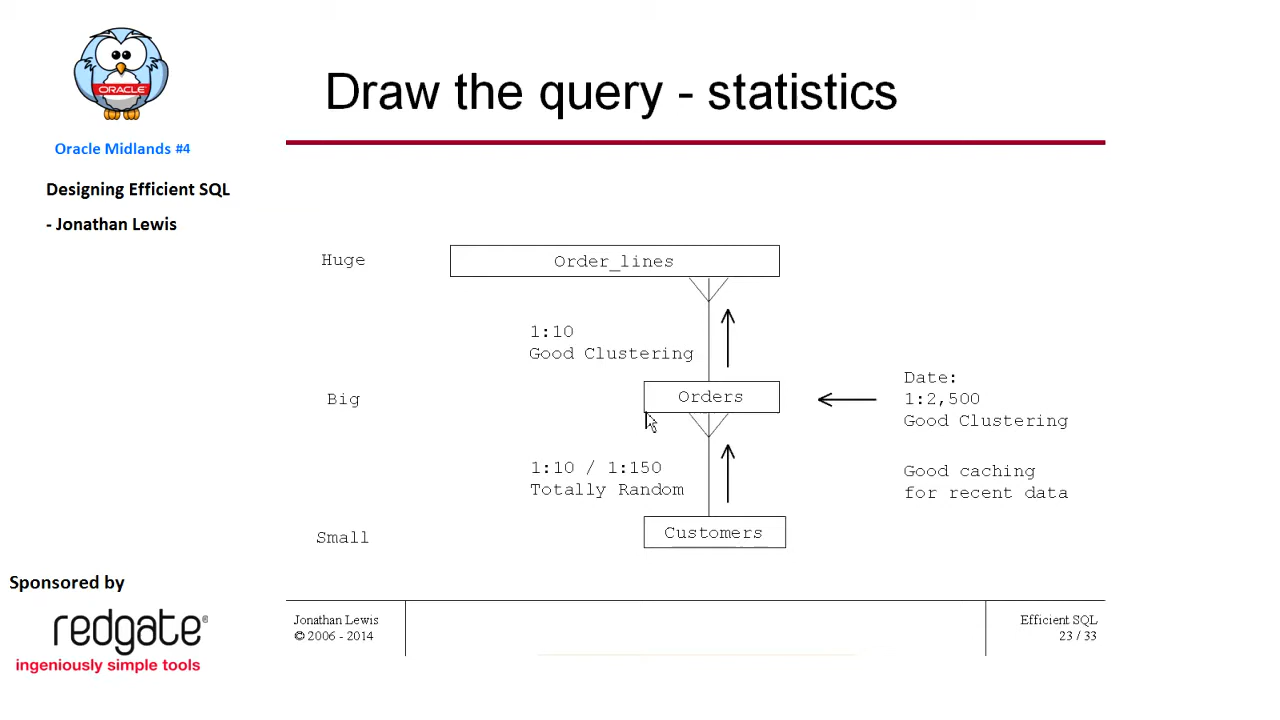 ORACLE
Oracle Midlands #4
Designing Efficient SQL
- Jonathan Lewis
Draw the query - statistics
Huge
Order_lines
1:10
Good Clustering
Big
Orders
Date:
1:2,500
Good Clustering
Good caching
for recent data
1:10 / 1:150
Totally Random
Small
Customers
Sponsored by
redgate®
ingeniously simple tools
Jonathan Lewis
© 2006 - 2014
Efficient SQL
23 / 33